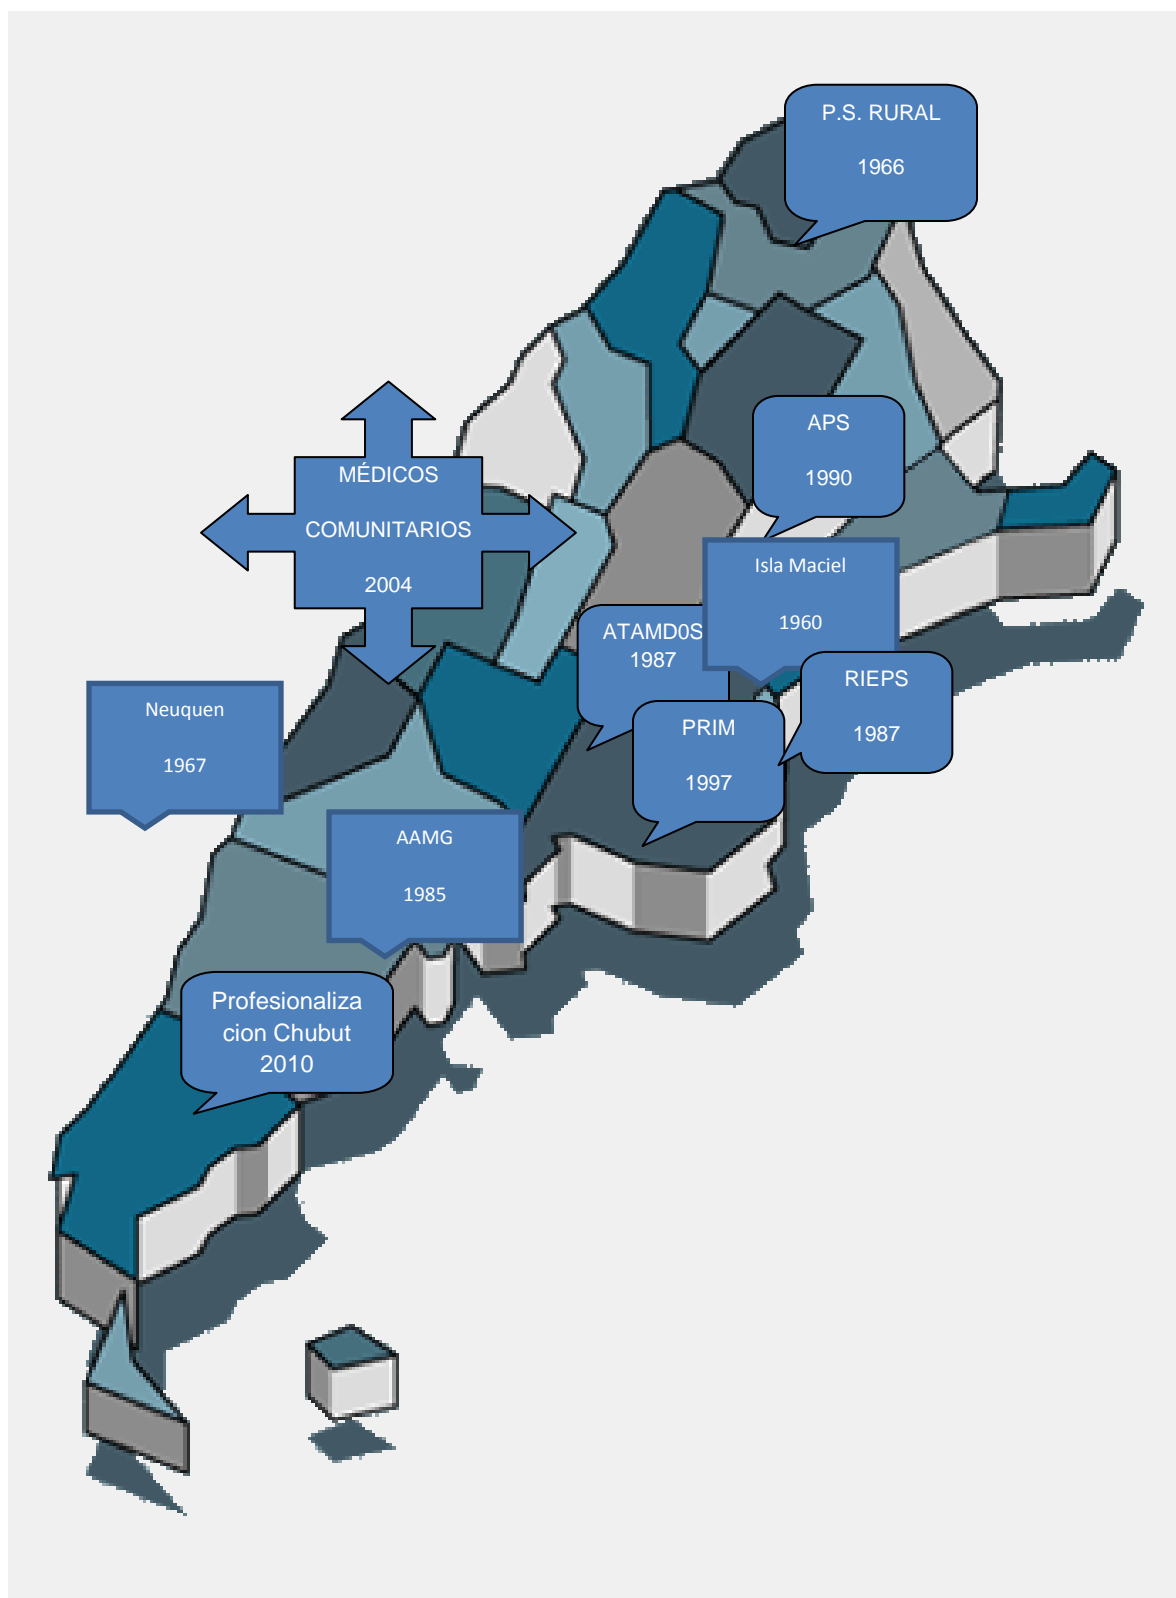 P.S. RURAL
1966
APS
1990
MÉDICOS
COMUNITARIOS
2004
Isla Maciel
1960
ATAMD0S
1987
RIEPS
1987
Neuquen
1967
PRIM
1997
AAMG
1985
Profesionaliza
cion Chubut
2010